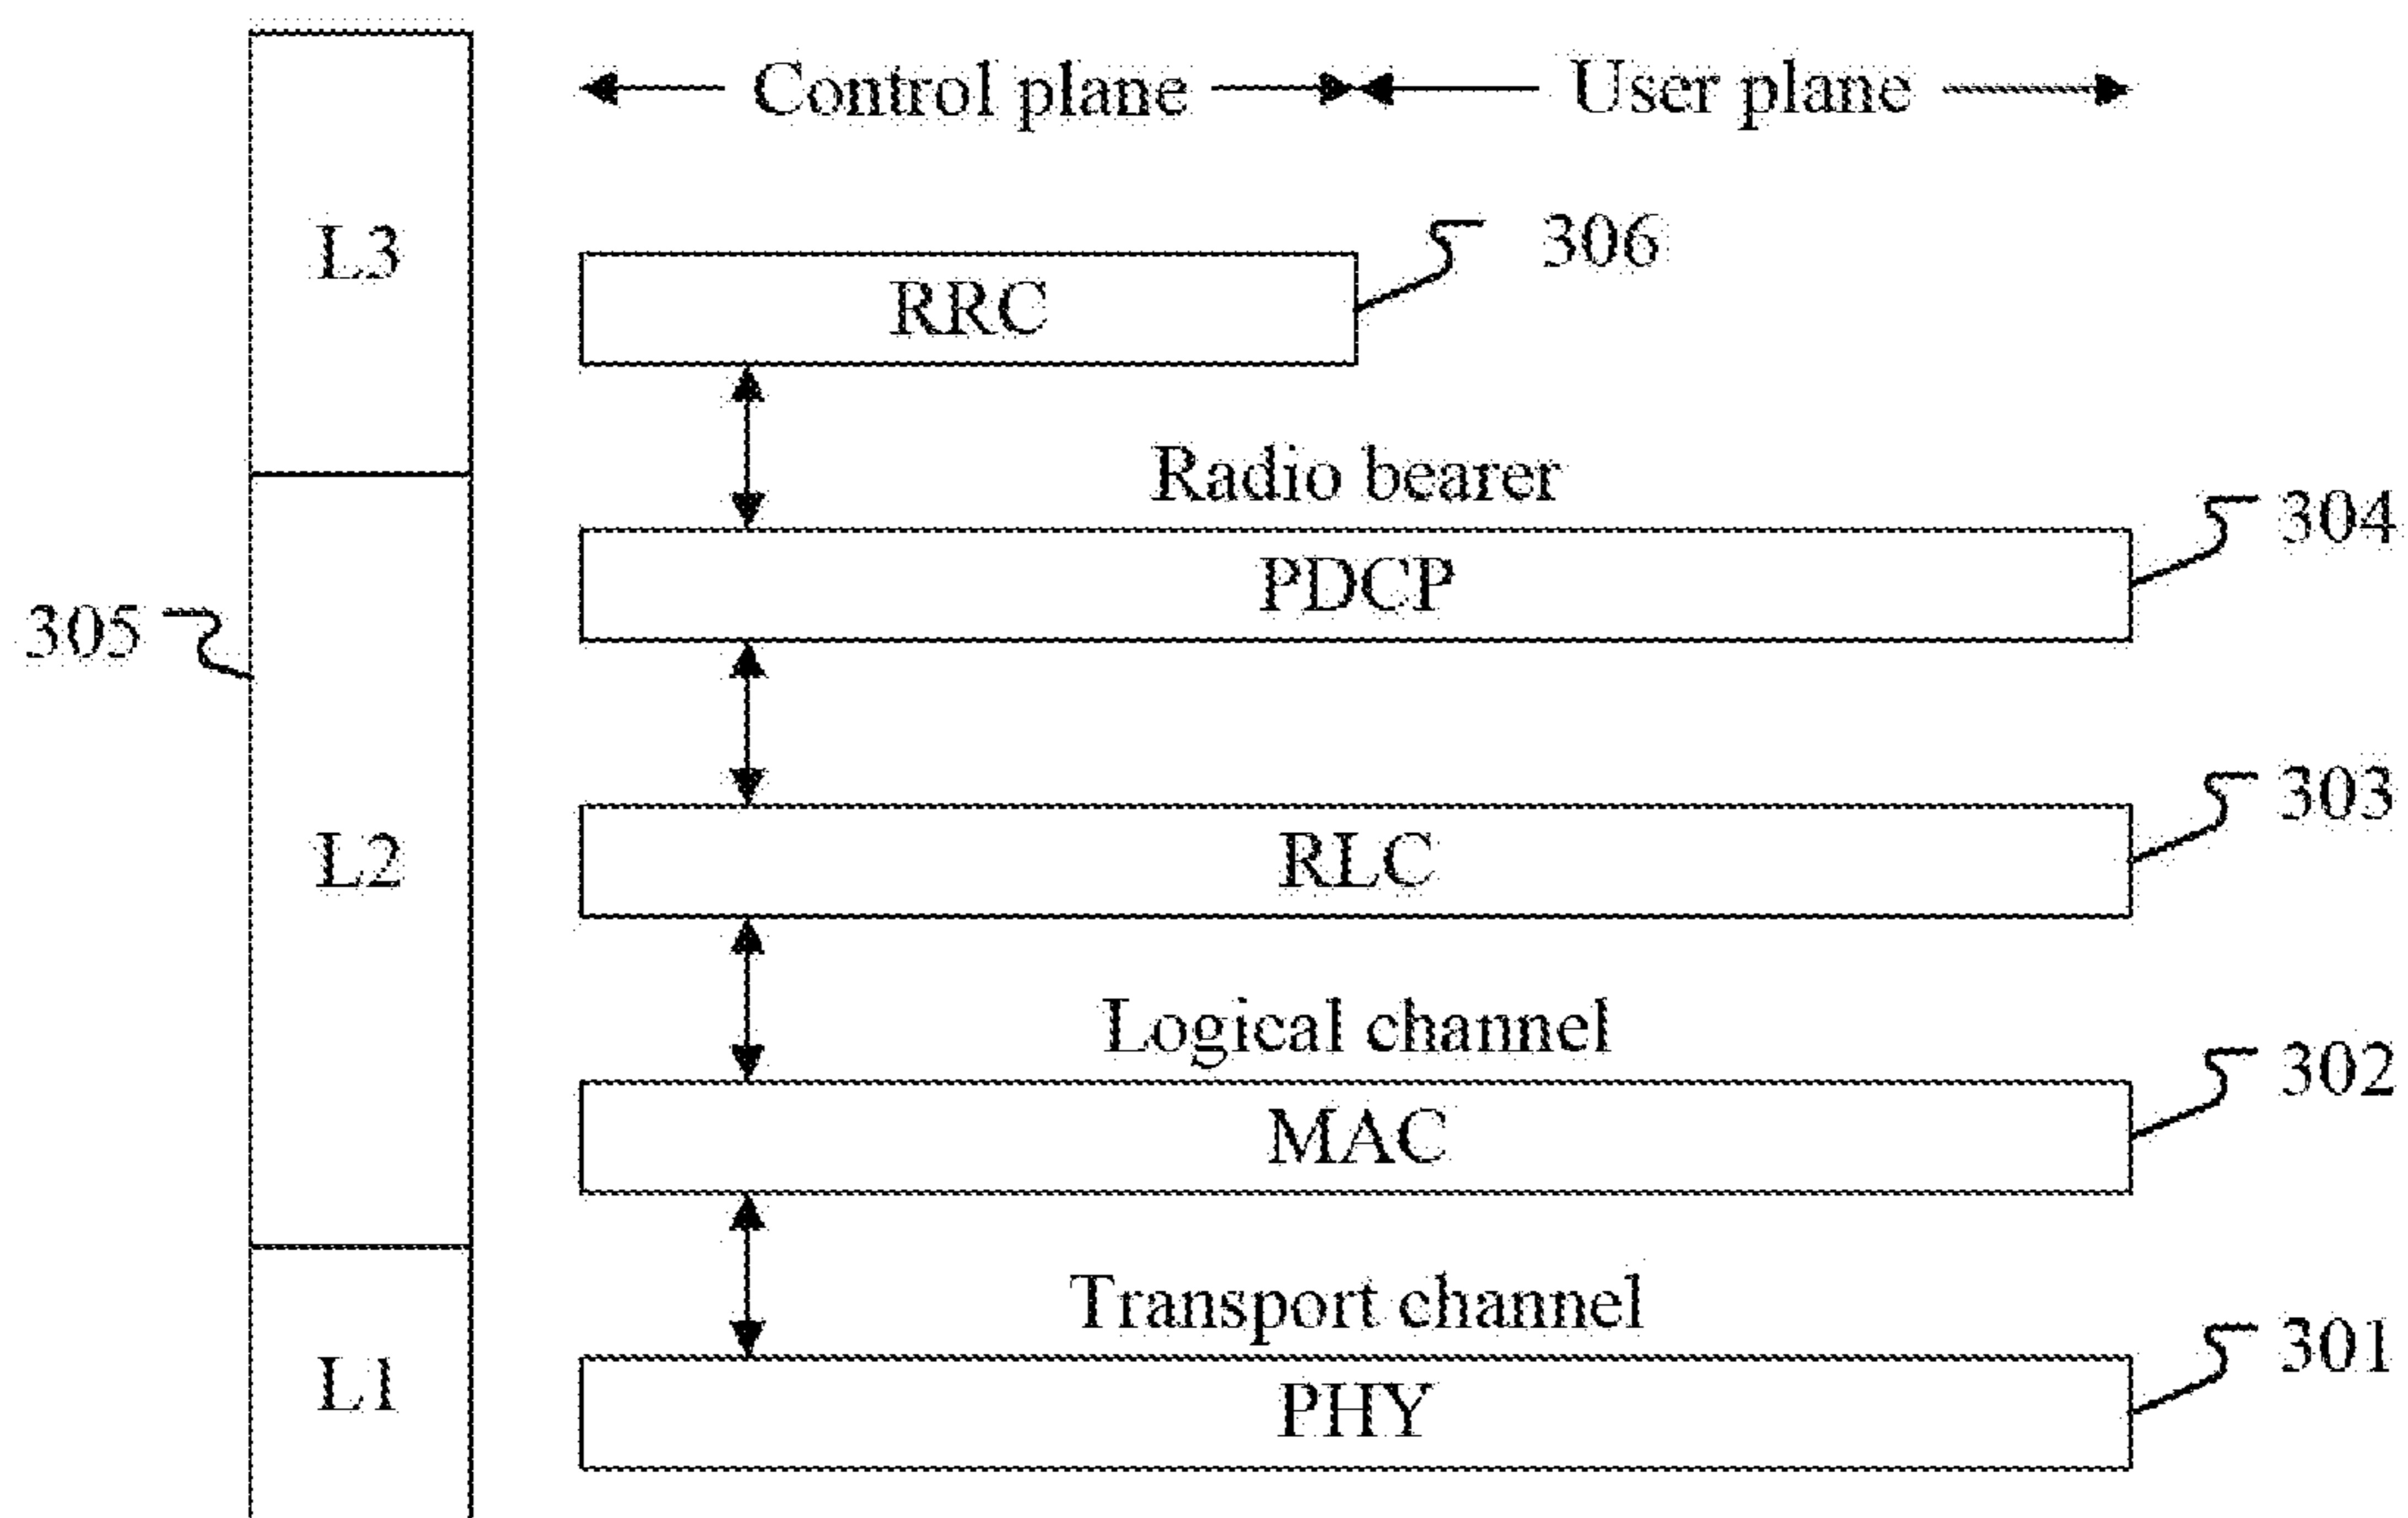 Control plane User plane
L3
306
RRC
Radio bearer
304
PDCP
305
303
L2
RLC
Logical channel
302
MAC
Transport channel
301
L1
PHY